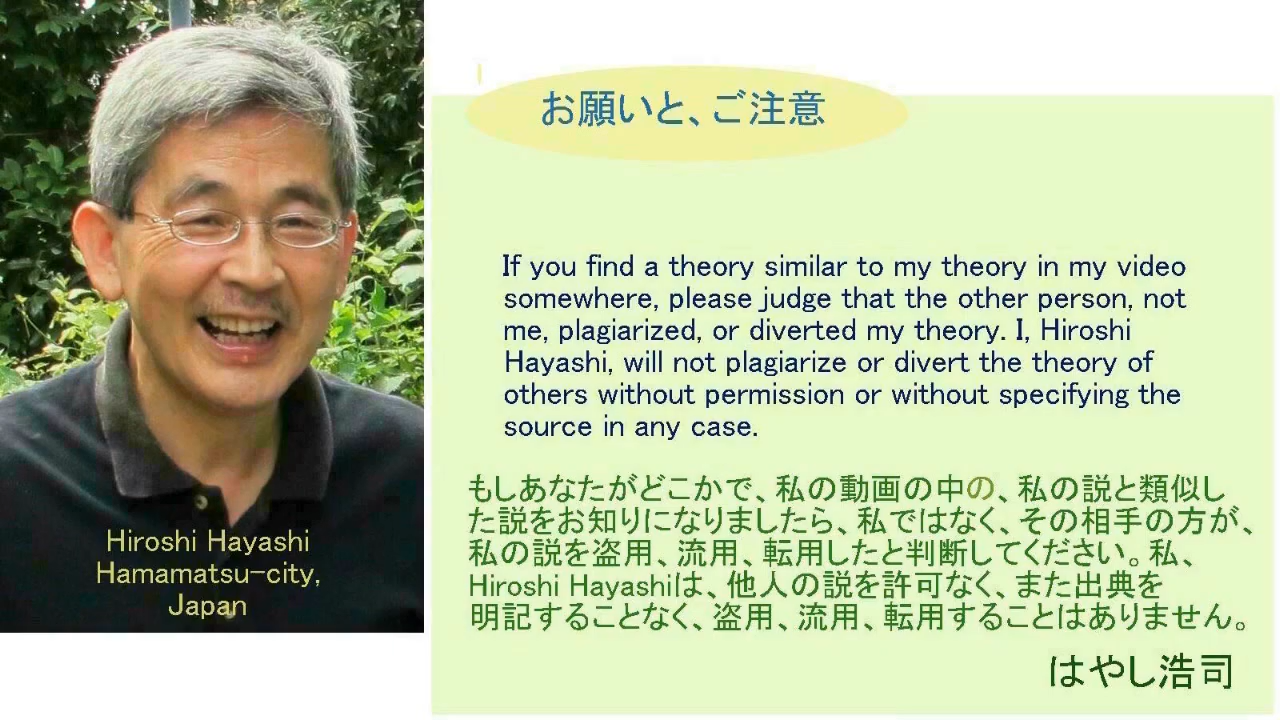 お願いと、ご注意
If you find a theory similar to my theory in my video
somewhere, please judge that the other person, not
me, plagiarized, or diverted my theory. I, Hiroshi
Hayashi, will not plagiarize or divert the theory of
others without permission or without specifying the
source in any case.
もしあなたがどこかで、私の動画の中の、私の説と類似し
た説をお知りになりましたら、私ではなく、その相手の方が、
私の説を盗用、流用、転用したと判断してください。私、
Hiroshi Hayashiは、他人の説を許可なく、また出典を
明記することなく、盗用、流用、転用することはありません。
はやし浩司
Hiroshi Hayashi
Hamamatsu-city,
Japan